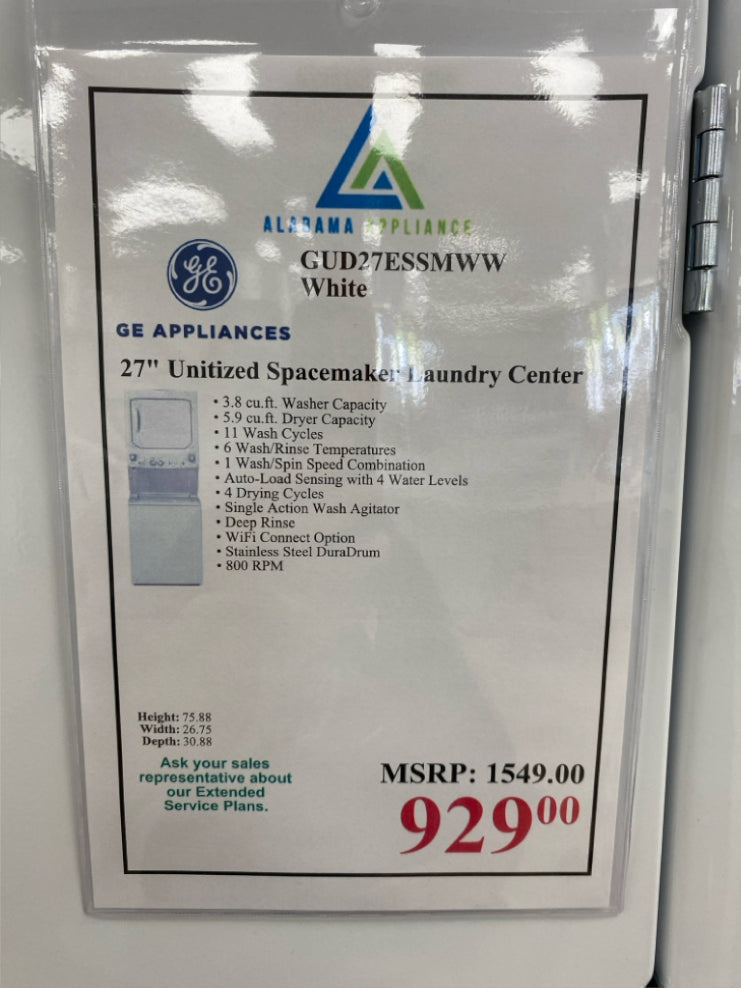 ALABAMA APPLIANCE
GE
GUD27ESSMWW
White
GE APPLIANCES
27" Unitized Spacemaker Laundry Center
• 3.8 cu.ft. Washer Capacity
• 5.9 cu.ft. Dryer Capacity
• 11 Wash Cycles
• 6 Wash/Rinse Temperatures
• 1 Wash/Spin Speed Combination
• Auto-Load Sensing with 4 Water Levels
• 4 Drying Cycles
• Single Action Wash Agitator
• Deep Rinse
• WiFi Connect Option
• Stainless Steel DuraDrum
• 800 RPM
Height: 75.88
Width: 26.75
Depth: 30.88
Ask your sales
representative about
our Extended
Service Plans.
MSRP: 1549.00
92900